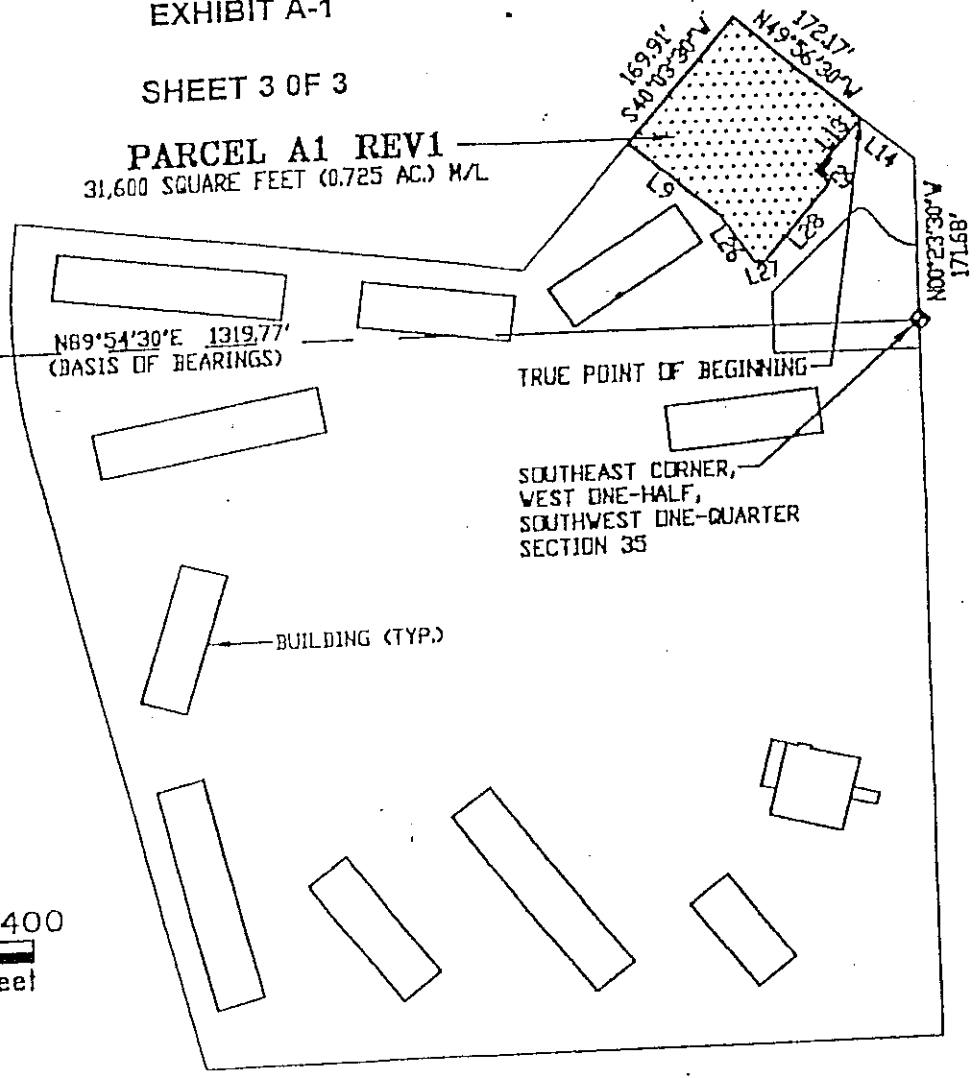 EXHIBIT A-1
SHEET 3 OF 3
PARCEL A1 REV1
31,600 SQUARE FEET (0.725 AC.) M/L
169.91'
S40°03'30"W
172.17'
N49°56'30"W
L13
L14
L9
L28
L27
N00°23'30"W
171.68'
N89°54'30"E 1319.77'
(BASIS OF BEARINGS)
TRUE POINT OF BEGINNING
SOUTHEAST CORNER,
WEST ONE-HALF,
SOUTHWEST ONE-QUARTER
SECTION 35
BUILDING (TYP.)
400
eet